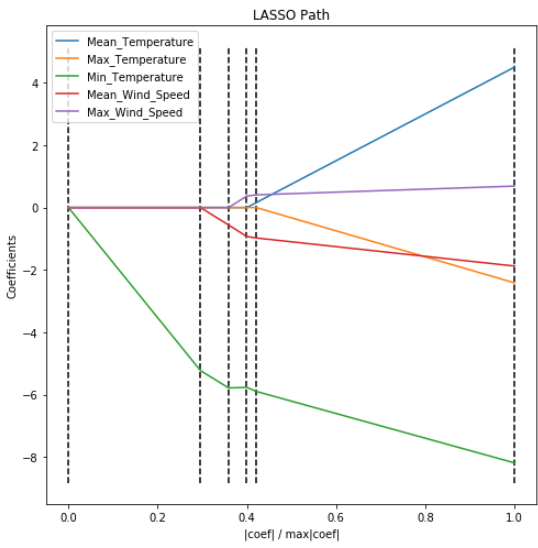 LASSO Path
Mean_Temperature
Max_Temperature
Min_Temperature
Mean_Wind_Speed
Max_Wind_Speed
4
2
0
−2
−4
−6
−8
Coefficients
0.0 0.2 0.4 0.6 0.8 1.0
|coef| / max|coef|